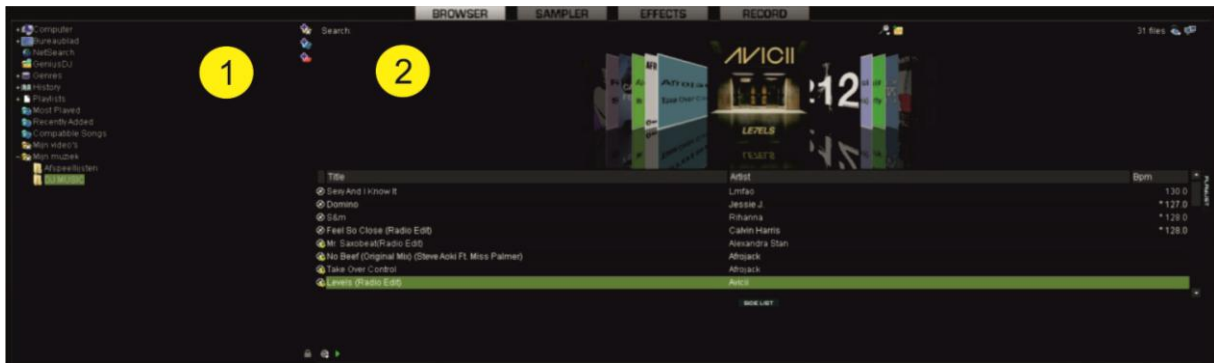 BROWSER SAMPLER EFFECTS RECORD
Computer
Bureaublad
NetSearch
GeniusDJ
Genres
History
Playlists
Most Played
Recently Added
Compatible Songs
Mijn video's
Mijn muziek
Afspeellijsten
DJ MUSIC
1
Search
31 files
2
AVICII
LEVELS
Title Artist Bpm
Sexy And I Know It Lmfao 130.0
Domino Jessie J. * 127.0
S&m Rihanna * 128.0
Feel So Close (Radio Edit) Calvin Harris * 128.0
Mr. Saxobeat(Radio Edit) Alexandra Stan
No Beef (Original Mix) (Steve Aoki Ft. Miss Palmer) Afrojack
Take Over Control Afrojack
Levels (Radio Edit) Avicii
PLAYLIST
SIDE LIST